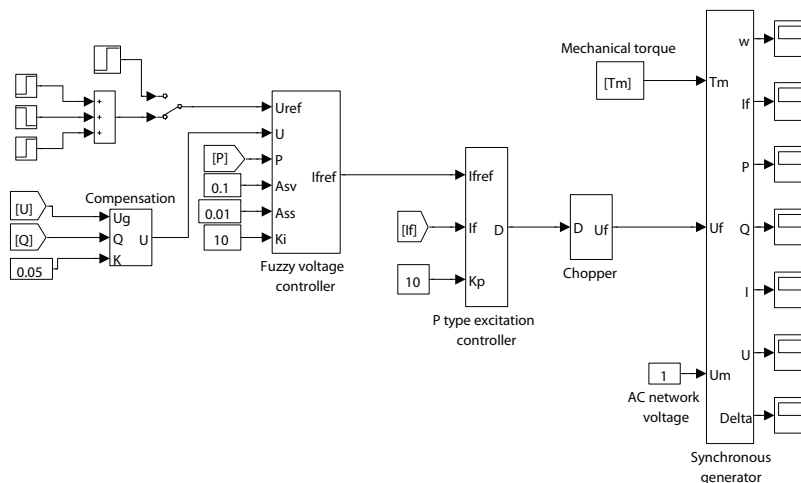 Mechanical torque
[Tm]
Tm
w
If
P
Q
I
U
Delta
Uf
Um
Synchronous
generator
1
AC network
voltage
+
+
+
Uref
U
P
Asv
Ass
Ki
Ifref
Fuzzy voltage
controller
[P]
0.1
0.01
10
Compensation
[U]
[Q]
0.05
Ug
Q
K
U
Ifref
If
Kp
D
[If]
10
P type excitation
controller
D
Uf
Chopper